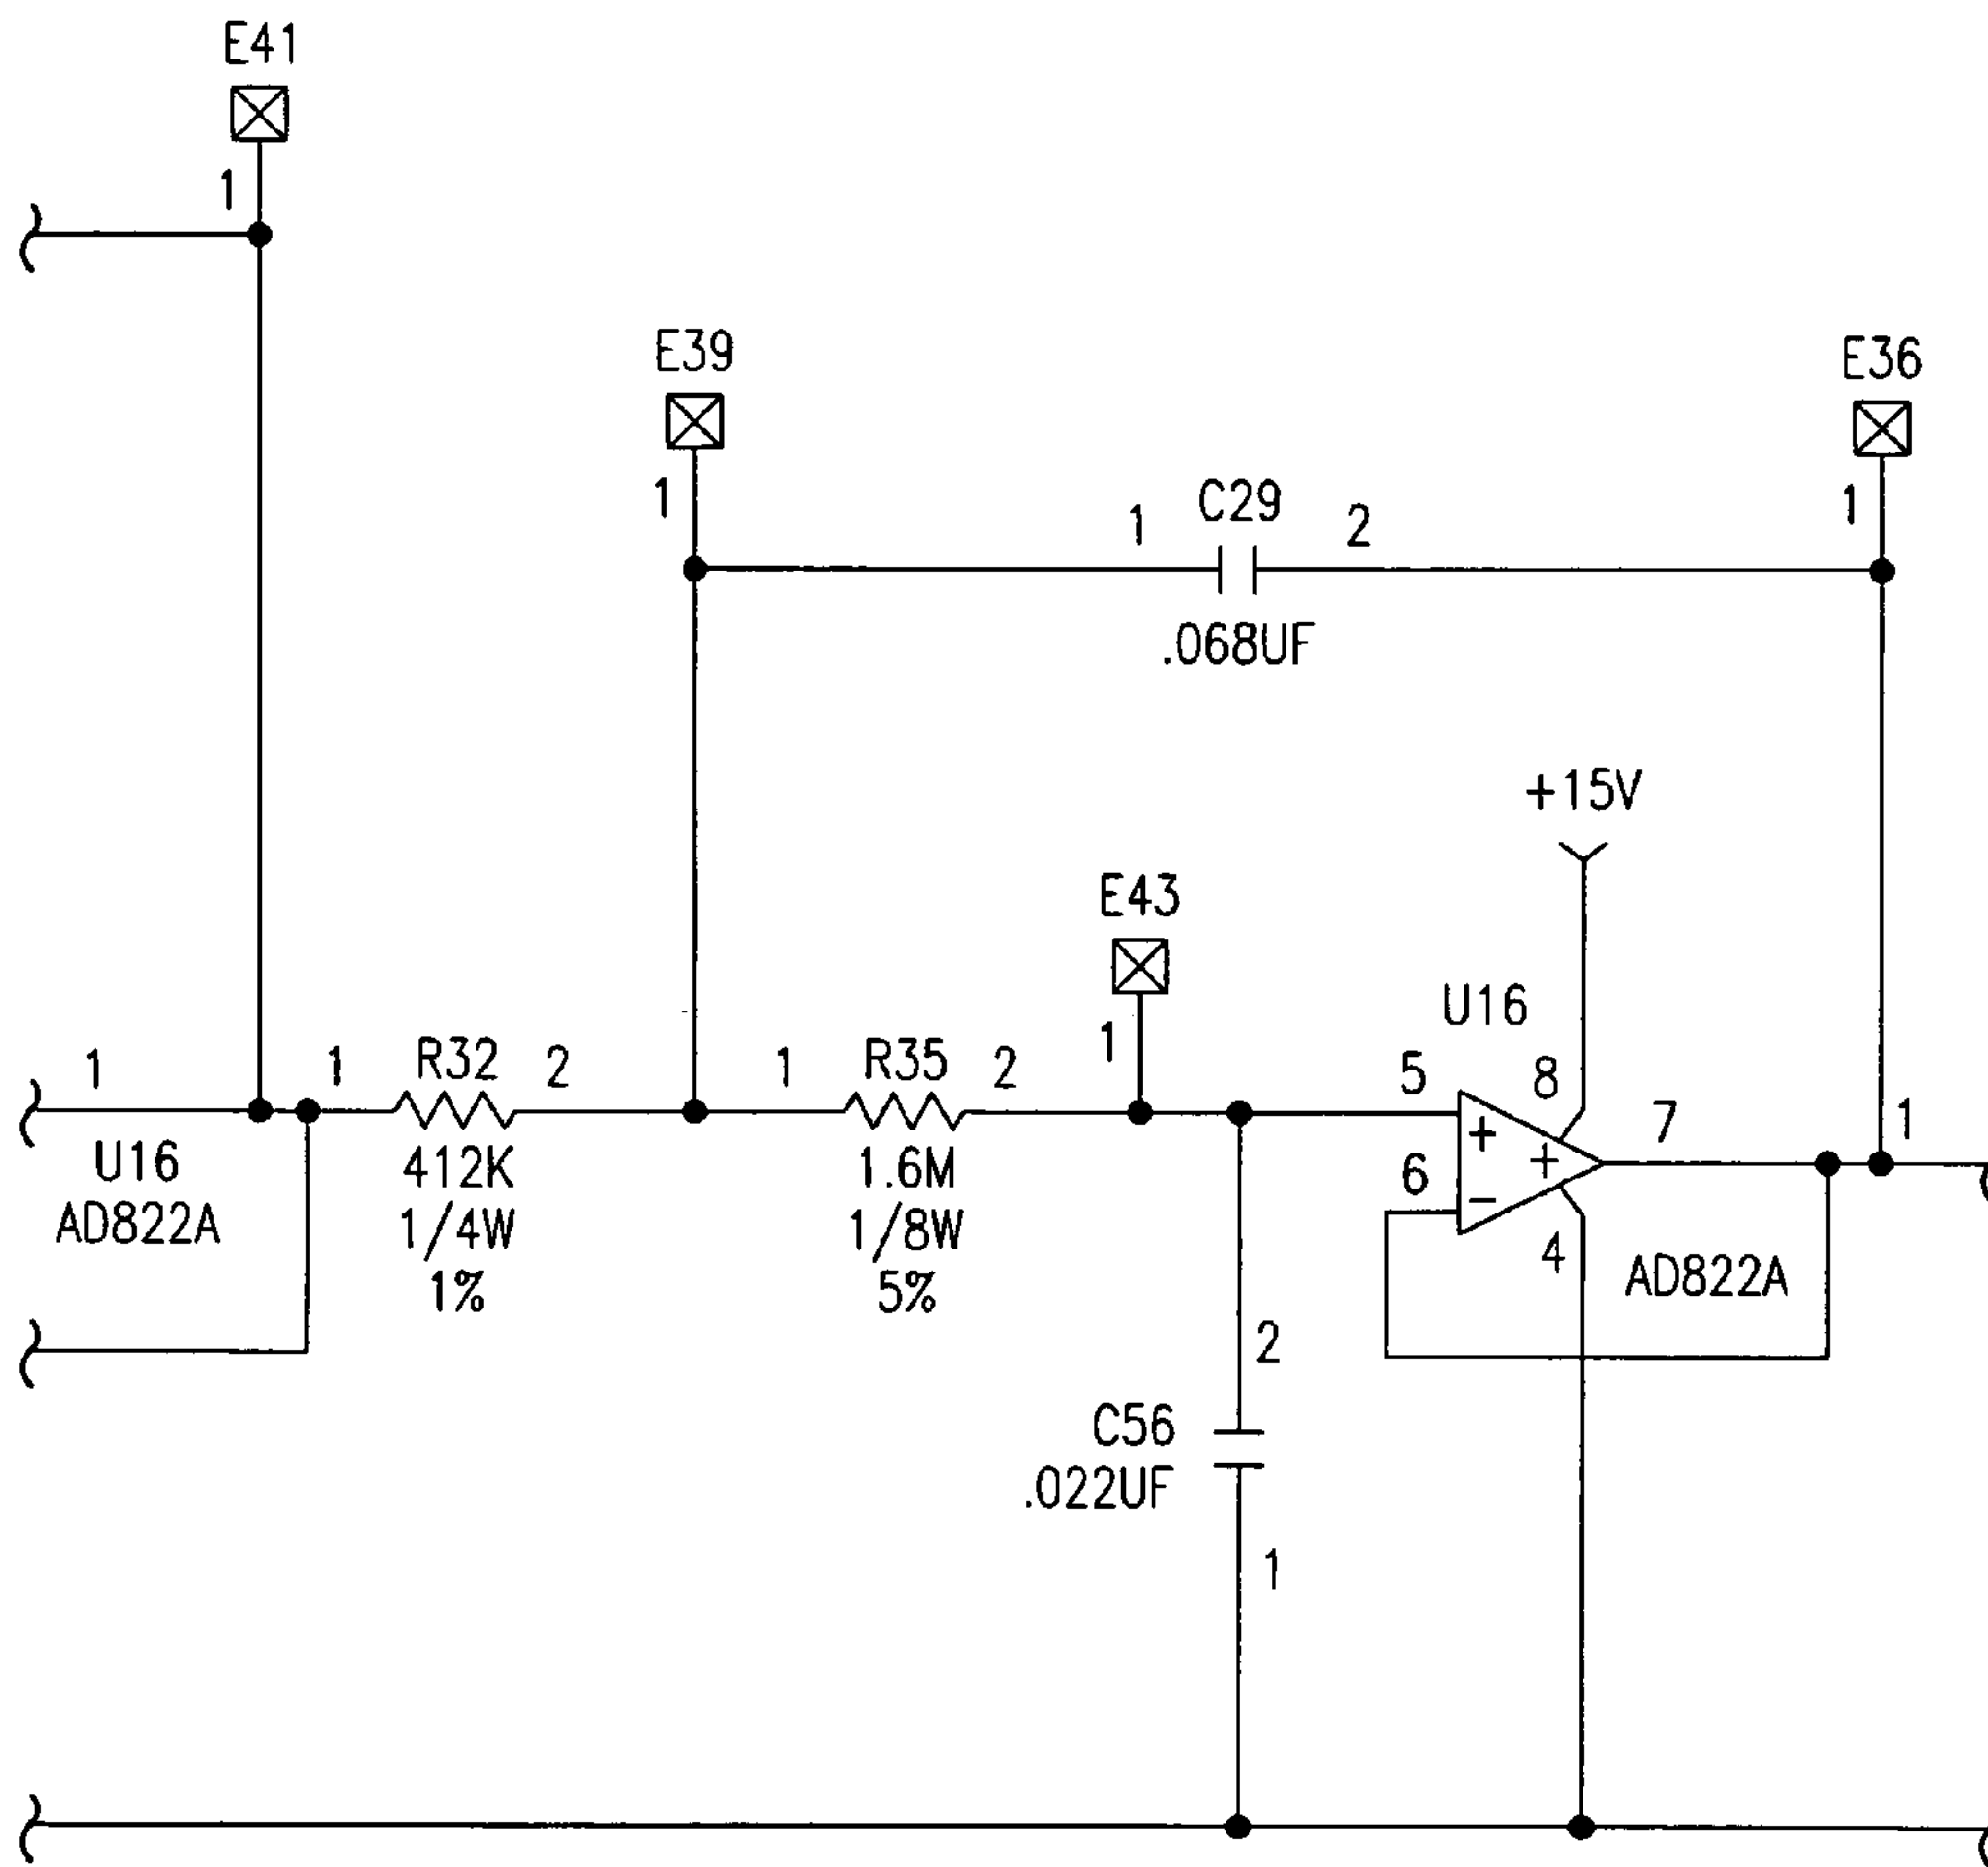 E41
1
E39
1
E36
1
1
C29
2
.068UF
+15V
E43
1
U16
1
1
R32
2
1
R35
2
5
8
7
1
U16
AD822A
412K
1/4W
1%
1.6M
1/8W
5%
+
+
6
−
4
AD822A
2
C56
.022UF
1